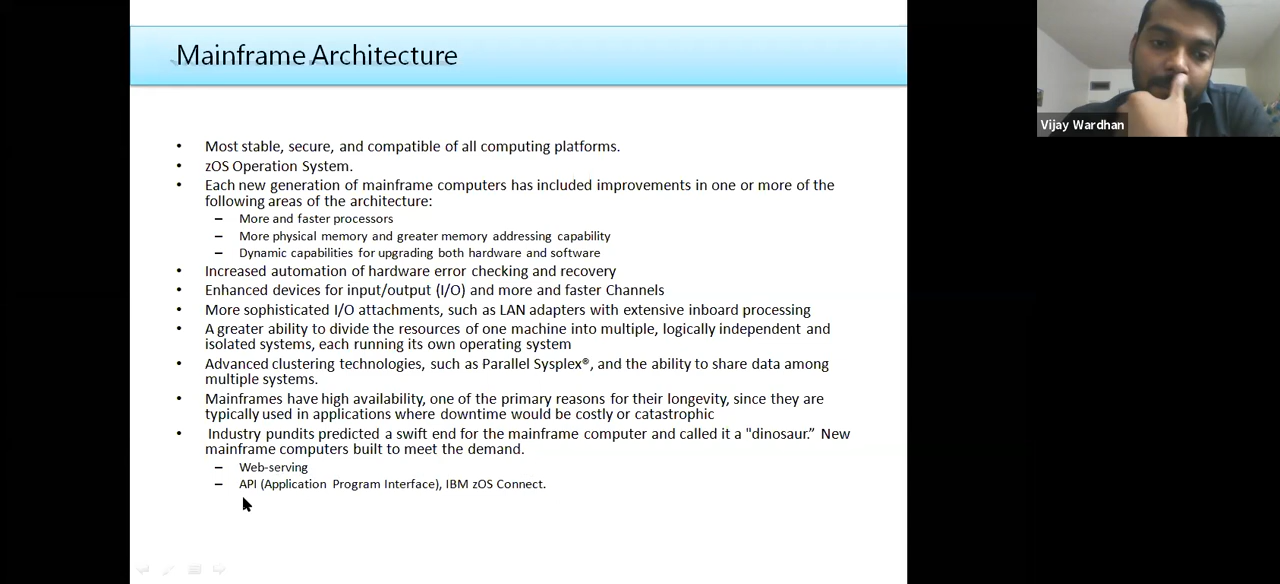 Mainframe Architecture
Vijay Wardhan
• Most stable, secure, and compatible of all computing platforms.
• zOS Operation System.
• Each new generation of mainframe computers has included improvements in one or more of the
following areas of the architecture:
– More and faster processors
– More physical memory and greater memory addressing capability
– Dynamic capabilities for upgrading both hardware and software
• Increased automation of hardware error checking and recovery
• Enhanced devices for input/output (I/O) and more and faster Channels
• More sophisticated I/O attachments, such as LAN adapters with extensive inboard processing
• A greater ability to divide the resources of one machine into multiple, logically independent and
isolated systems, each running its own operating system
• Advanced clustering technologies, such as Parallel Sysplex®, and the ability to share data among
multiple systems.
• Mainframes have high availability, one of the primary reasons for their longevity, since they are
typically used in applications where downtime would be costly or catastrophic
• Industry pundits predicted a swift end for the mainframe computer and called it a "dinosaur.” New
mainframe computers built to meet the demand.
– Web-serving
– API (Application Program Interface), IBM zOS Connect.